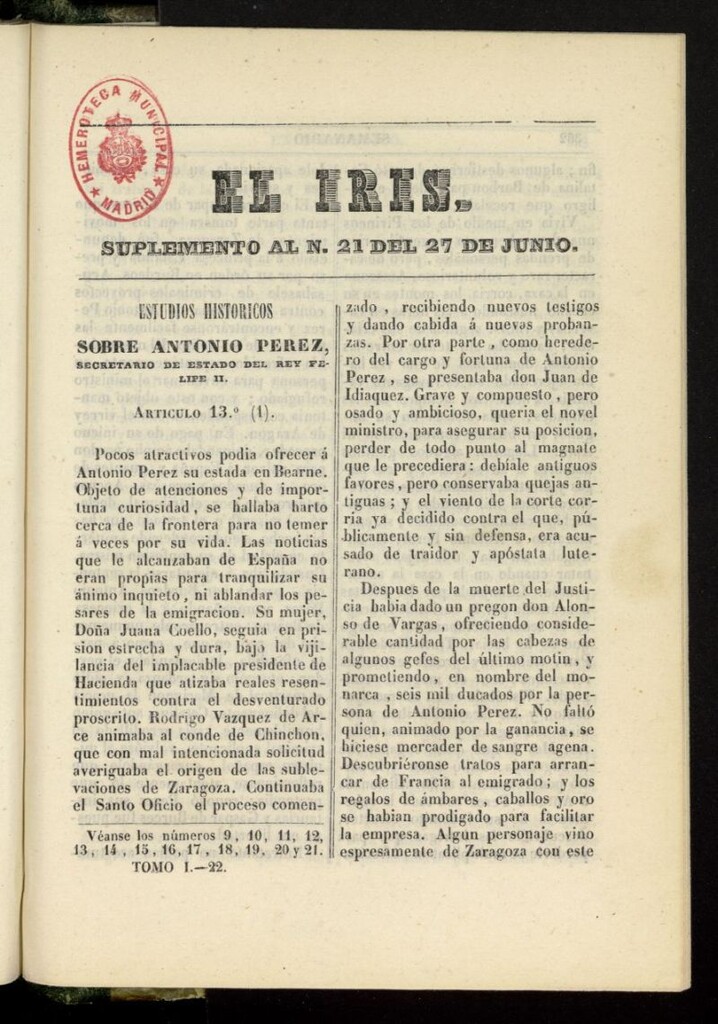 HEMEROTECA MUNICIPAL
★ MADRID ★
EL IRIS.
SUPLEMENTO AL N. 21 DEL 27 DE JUNIO.
ESTUDIOS HISTORICOS
SOBRE ANTONIO PEREZ,
SECRETARIO DE ESTADO DEL REY FE-
LIPE II.
ARTICULO 13.º (1).
Pocos atractivos podia ofrecer á
Antonio Perez su estada en Bearne.
Objeto de atenciones y de impor-
tuna curiosidad, se hallaba harto
cerca de la frontera para no temer
á veces por su vida. Las noticias
que le alcanzaban de España no
eran propias para tranquilizar su
ánimo inquieto, ni ablandar los pe-
sares de la emigracion. Su mujer,
Doña Juana Coello, seguia en pri-
sion estrecha y dura, bajo la viji-
lancia del implacable presidente de
Hacienda que atizaba reales resen-
timientos contra el desventurado
proscrito. Rodrigo Vazquez de Ar-
ce animaba al conde de Chinchon,
que con mal intencionada solicitud
averiguaba el origen de las suble-
vaciones de Zaragoza. Continuaba
el Santo Oficio el proceso comen-
Véanse los números 9, 10, 11, 12,
13, 14, 15, 16, 17, 18, 19, 20 y 21.
TOMO I.—22.
zado, recibiendo nuevos testigos
y dando cabida á nuevas proban-
zas. Por otra parte, como herede-
ro del cargo y fortuna de Antonio
Perez, se presentaba don Juan de
Idiaquez. Grave y compuesto, pero
osado y ambicioso, queria el novel
ministro, para asegurar su posicion,
perder de todo punto al magnate
que le precediera: debíale antiguos
favores, pero conservaba quejas an-
tiguas; y el viento de la corte cor-
ria ya decidido contra el que, pú-
blicamente y sin defensa, era acu-
sado de traidor y apóstata lute-
rano.
Despues de la muerte del Justi-
cia habia dado un pregon don Alon-
so de Vargas, ofreciendo conside-
rable cantidad por las cabezas de
algunos gefes del último motin, y
prometiendo, en nombre del mo-
narca, seis mil ducados por la per-
sona de Antonio Perez. No faltó
quien, animado por la ganancia, se
hiciese mercader de sangre agena.
Descubriéronse tratos para arran-
car de Francia al emigrado; y los
regalos de ámbares, caballos y oro
se habian prodigado para facilitar
la empresa. Algun personaje vino
espresamente de Zaragoza con este